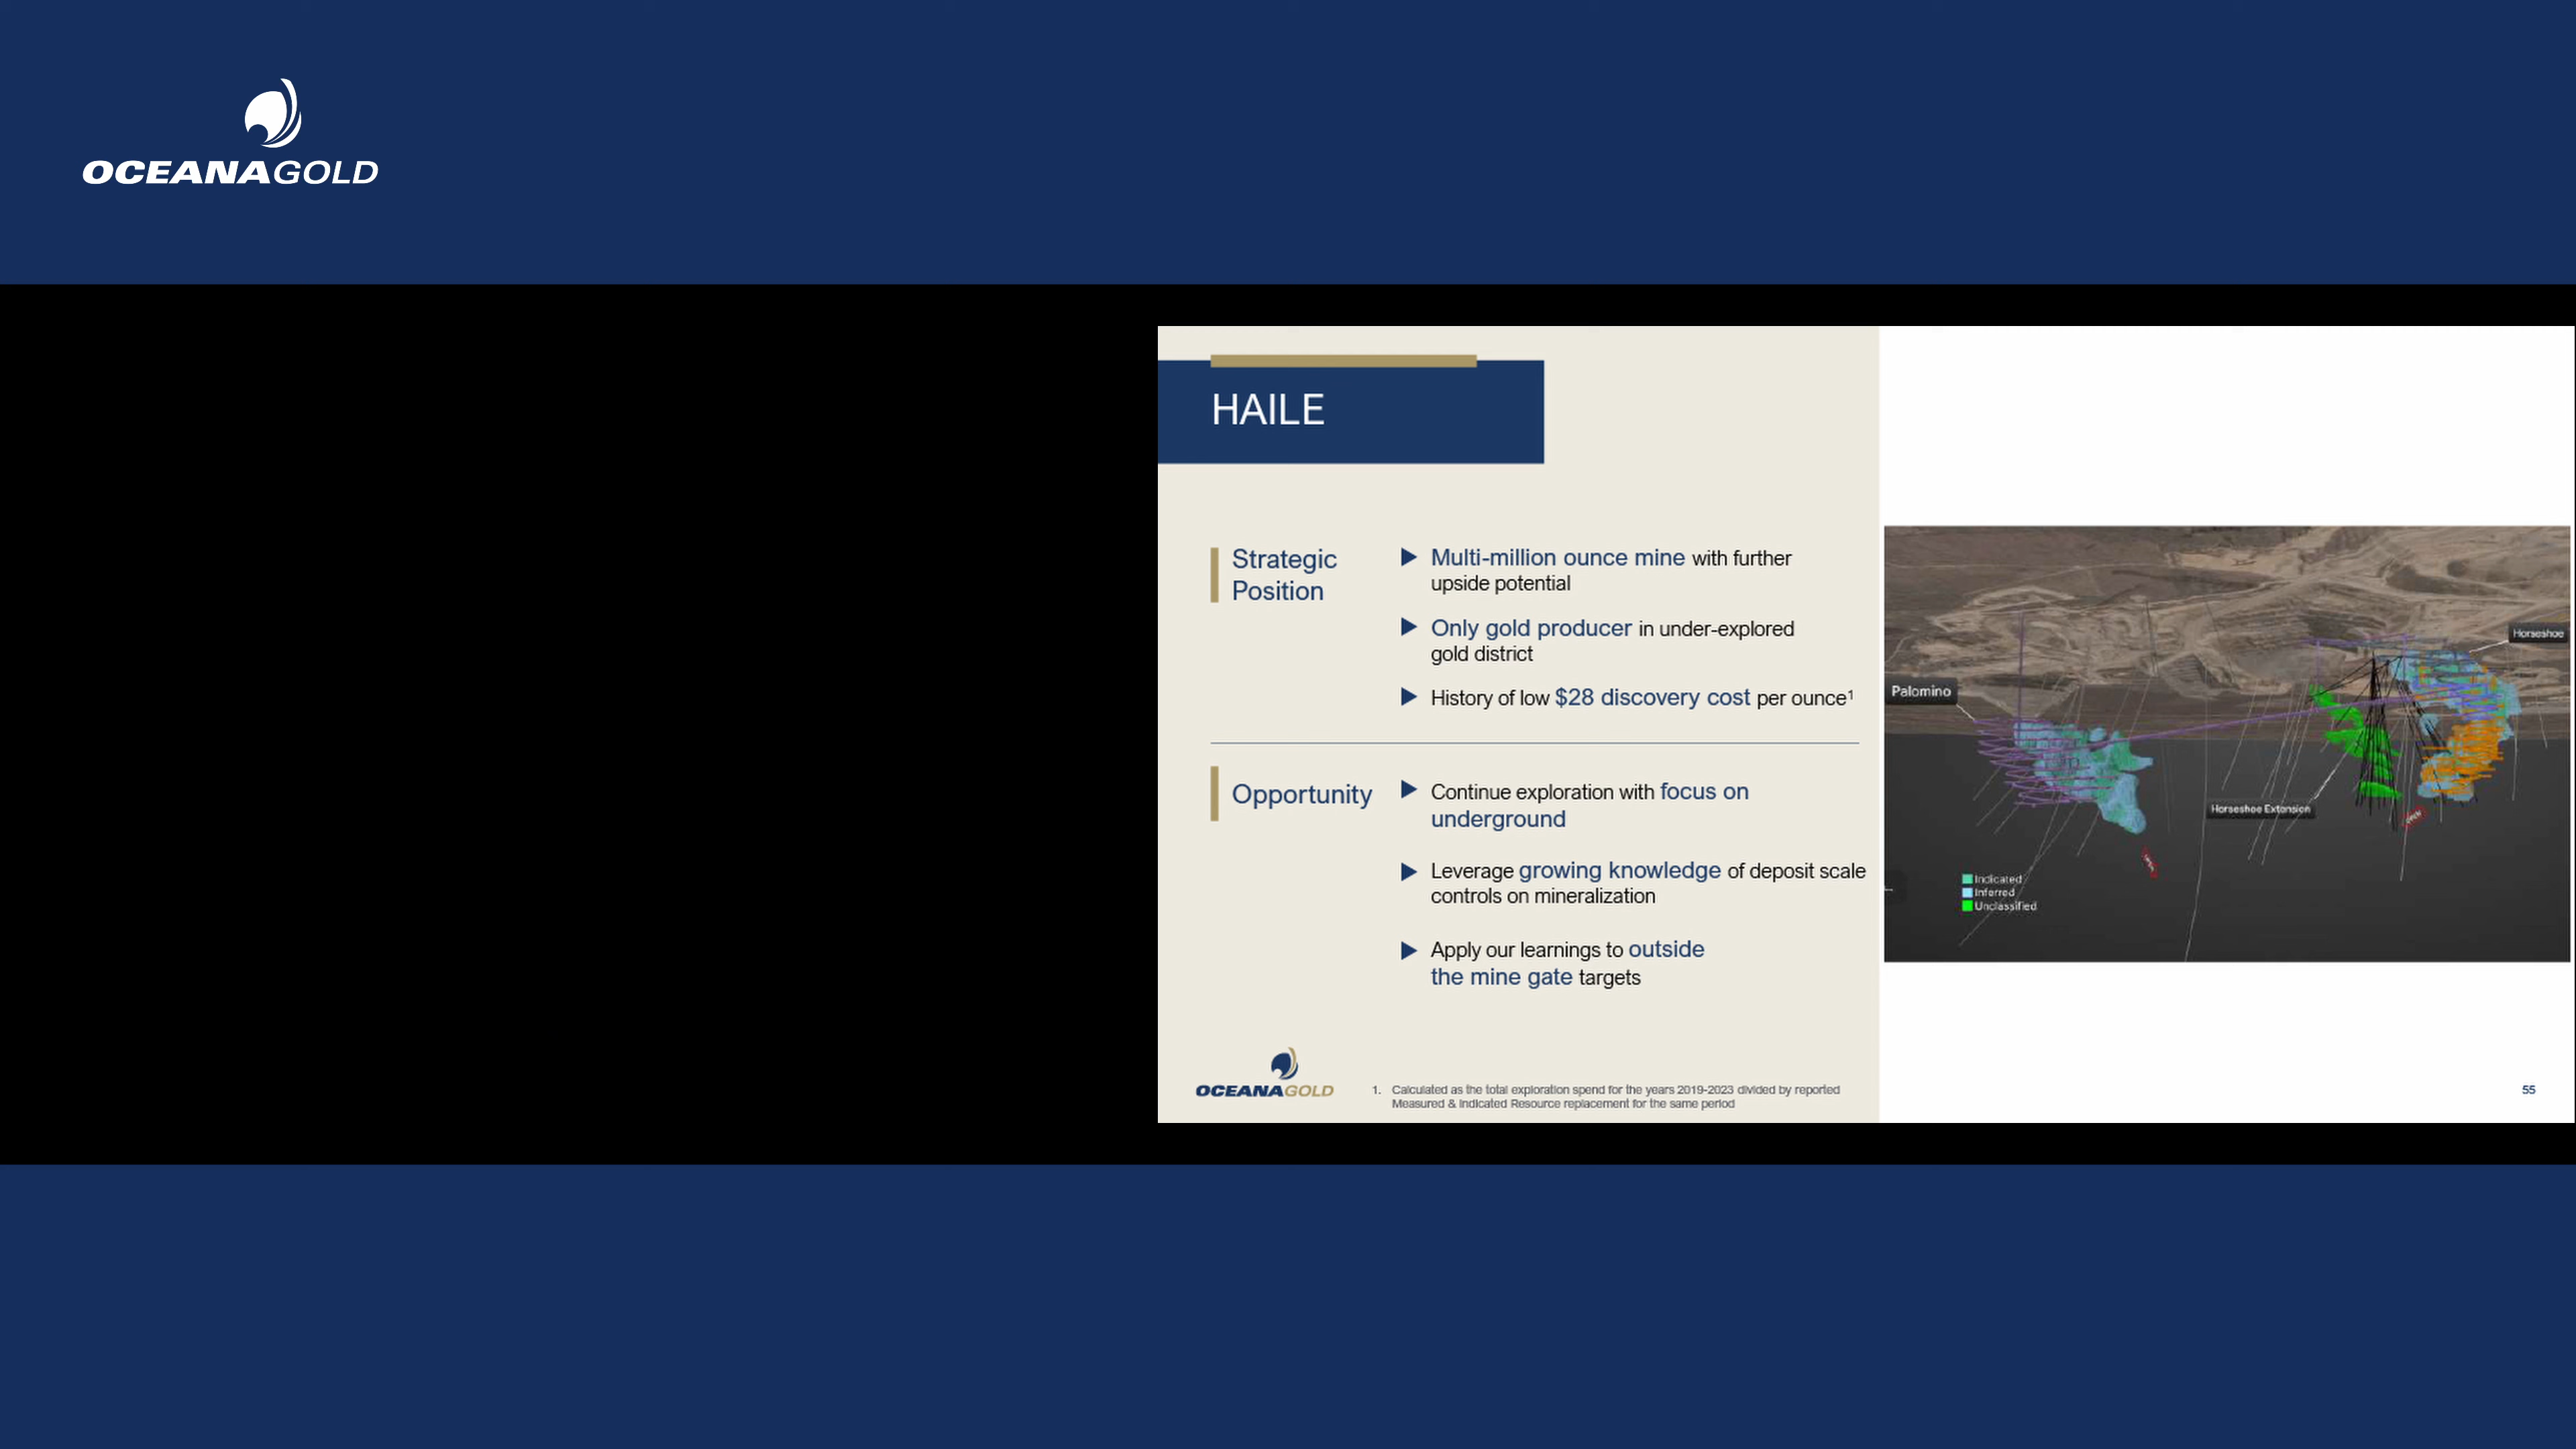 OCEANAGOLD
HAILE
Strategic
Position
Multi-million ounce mine with further
upside potential
Only gold producer in under-explored
gold district
History of low $28 discovery cost per ounce¹
Opportunity
Continue exploration with focus on
underground
Leverage growing knowledge of deposit scale
controls on mineralization
Apply our learnings to outside
the mine gate targets
OCEANAGOLD
1. Calculated as the total exploration spend for the years 2019-2023 divided by reported
Measured & Indicated Resource replacement for the same period
Horseshoe
Palomino
Horseshoe Extension
Indicated
Inferred
Unclassified
55